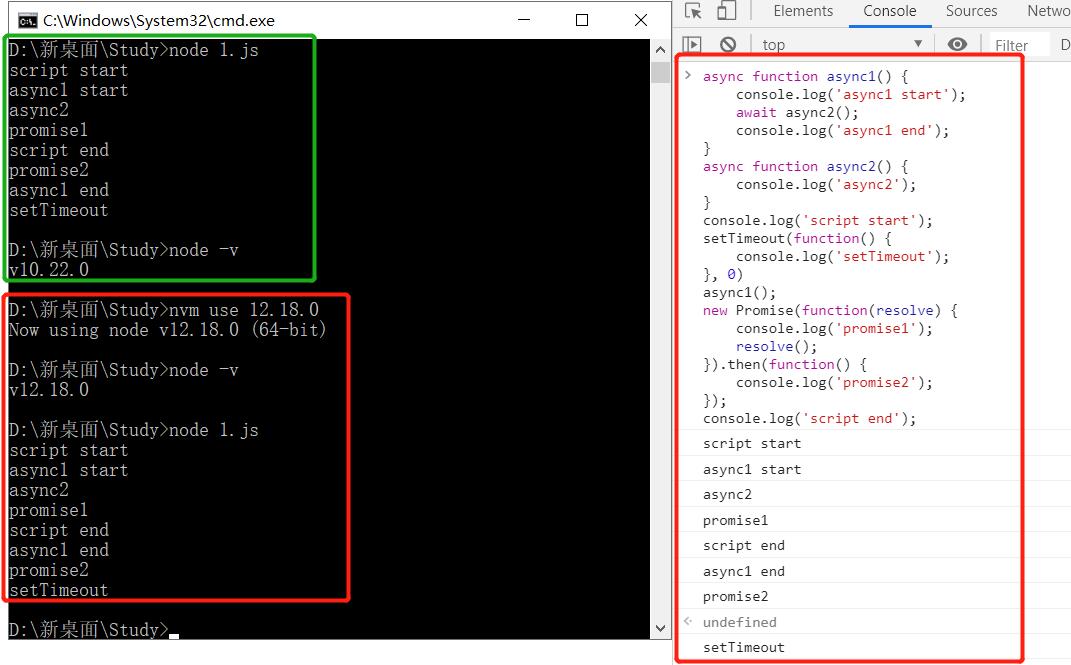 C:\Windows\System32\cmd.exe
D:\新桌面\Study>node 1.js
script start
async1 start
async2
promise1
script end
promise2
async1 end
setTimeout
D:\新桌面\Study>node -v
v10.22.0
D:\新桌面\Study>nvm use 12.18.0
Now using node v12.18.0 (64-bit)
D:\新桌面\Study>node -v
v12.18.0
D:\新桌面\Study>node 1.js
script start
async1 start
async2
promise1
script end
async1 end
promise2
setTimeout
D:\新桌面\Study>
Elements Console Sources Netwo
top Filter D
async function async1() {
console.log('async1 start');
await async2();
console.log('async1 end');
}
async function async2() {
console.log('async2');
}
console.log('script start');
setTimeout(function() {
console.log('setTimeout');
}, 0)
async1();
new Promise(function(resolve) {
console.log('promise1');
resolve();
}).then(function() {
console.log('promise2');
});
console.log('script end');
script start
async1 start
async2
promise1
script end
async1 end
promise2
undefined
setTimeout